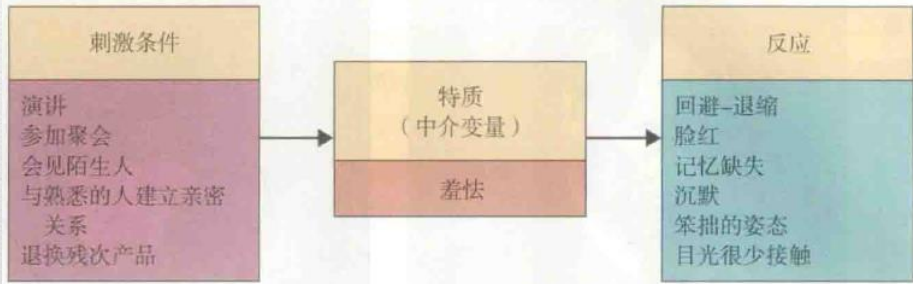 刺激条件
演讲
参加聚会
会见陌生人
与熟悉的人建立亲密
关系
退换残次产品
特质
（中介变量）
羞怯
反应
回避-退缩
脸红
记忆缺失
沉默
笨拙的姿态
目光很少接触